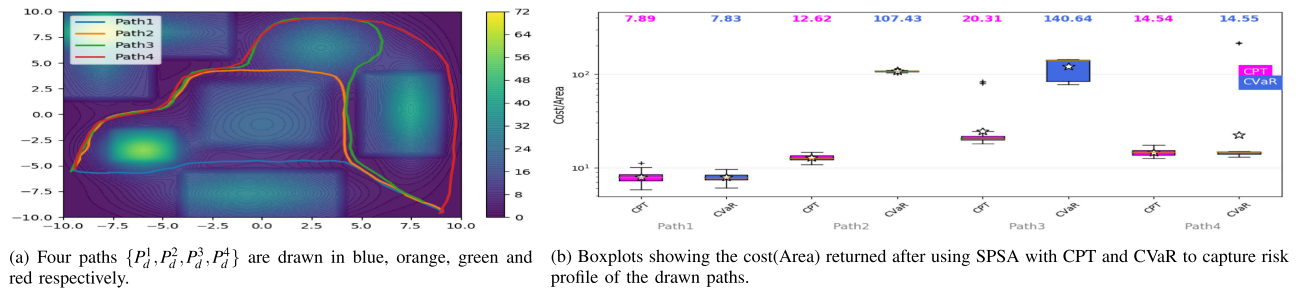 10.0
7.5
5.0
2.5
0.0
−2.5
−5.0
−7.5
−10.0
Path1
Path2
Path3
Path4
−10.0 −7.5 −5.0 −2.5 0.0 2.5 5.0 7.5 10.0
72
64
56
48
40
32
24
16
8
0
(a) Four paths {P_d^1, P_d^2, P_d^3, P_d^4} are drawn in blue, orange, green and
red respectively.
7.89 7.83 12.62 107.43 20.31 140.64 14.54 14.55
Cost/Area
10²
10¹
CPT
CVaR
CPT CVaR CPT CVaR CPT CVaR CPT CVaR
Path1 Path2 Path3 Path4
(b) Boxplots showing the cost(Area) returned after using SPSA with CPT and CVaR to capture risk
profile of the drawn paths.